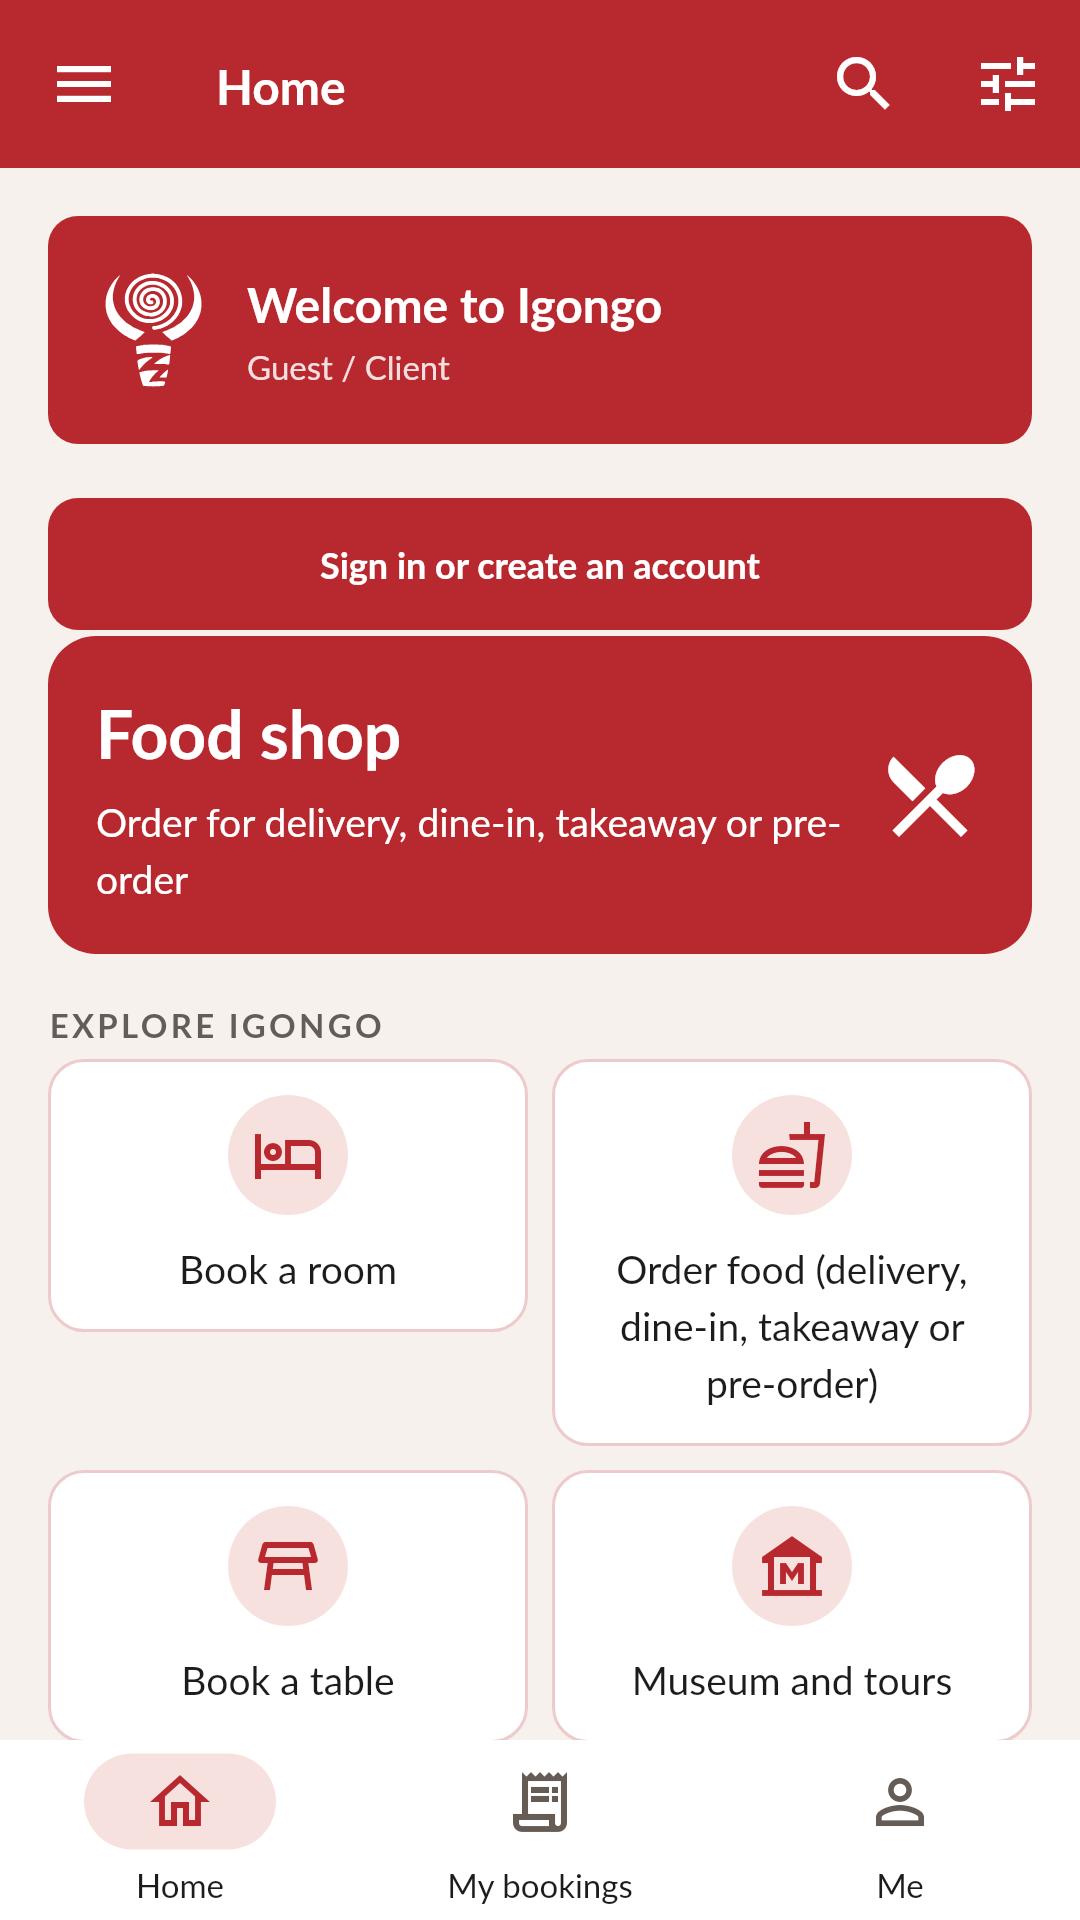 Home
Welcome to Igongo
Guest / Client
Sign in or create an account
Food shop
Order for delivery, dine-in, takeaway or pre-
order
EXPLORE IGONGO
Book a room
Order food (delivery,
dine-in, takeaway or
pre-order)
Book a table
M
Museum and tours
Home
My bookings
Me